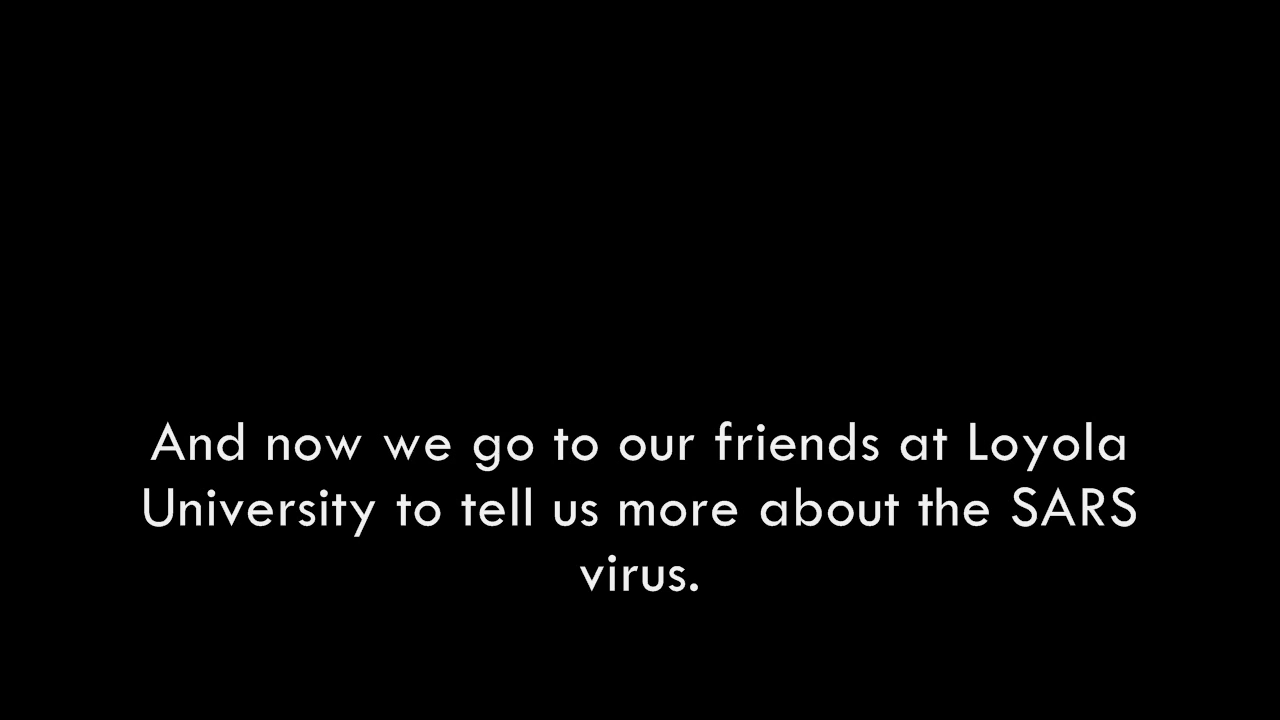 And now we go to our friends at Loyola
University to tell us more about the SARS
virus.